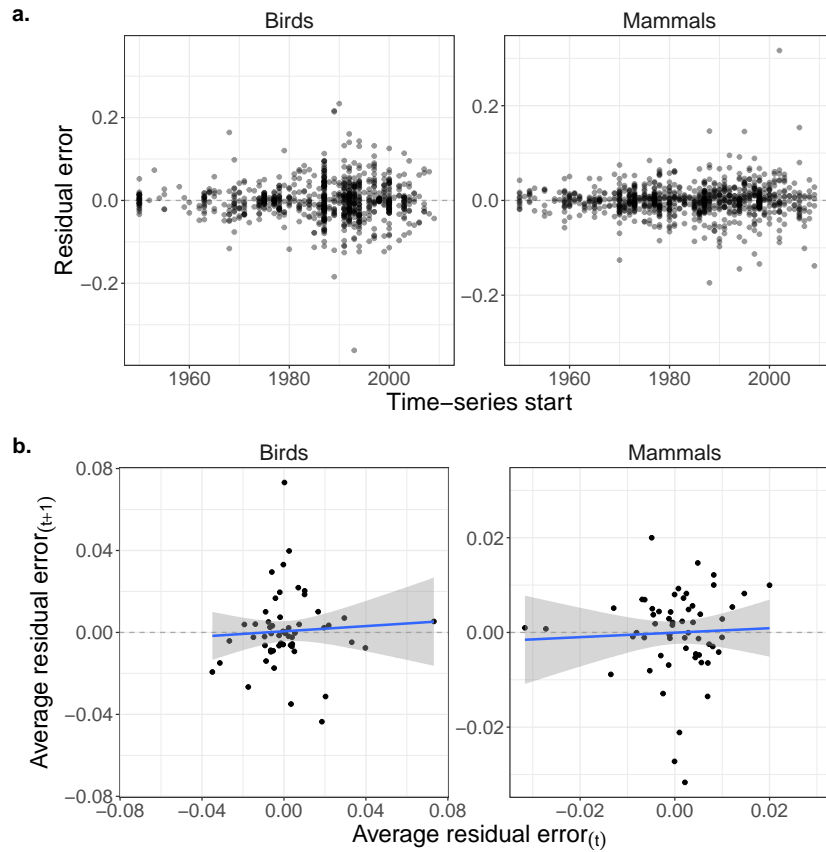 a.
Birds
Mammals
Residual error
0.2
0.0
−0.2
0.2
0.0
−0.2
1960
1980
2000
1960
1980
2000
Time−series start
b.
Birds
Mammals
Average residual error(t+1)
0.08
0.04
0.00
−0.04
−0.08
0.02
0.00
−0.02
−0.08
−0.04
0.00
0.04
0.08
−0.02
0.00
0.02
Average residual error(t)